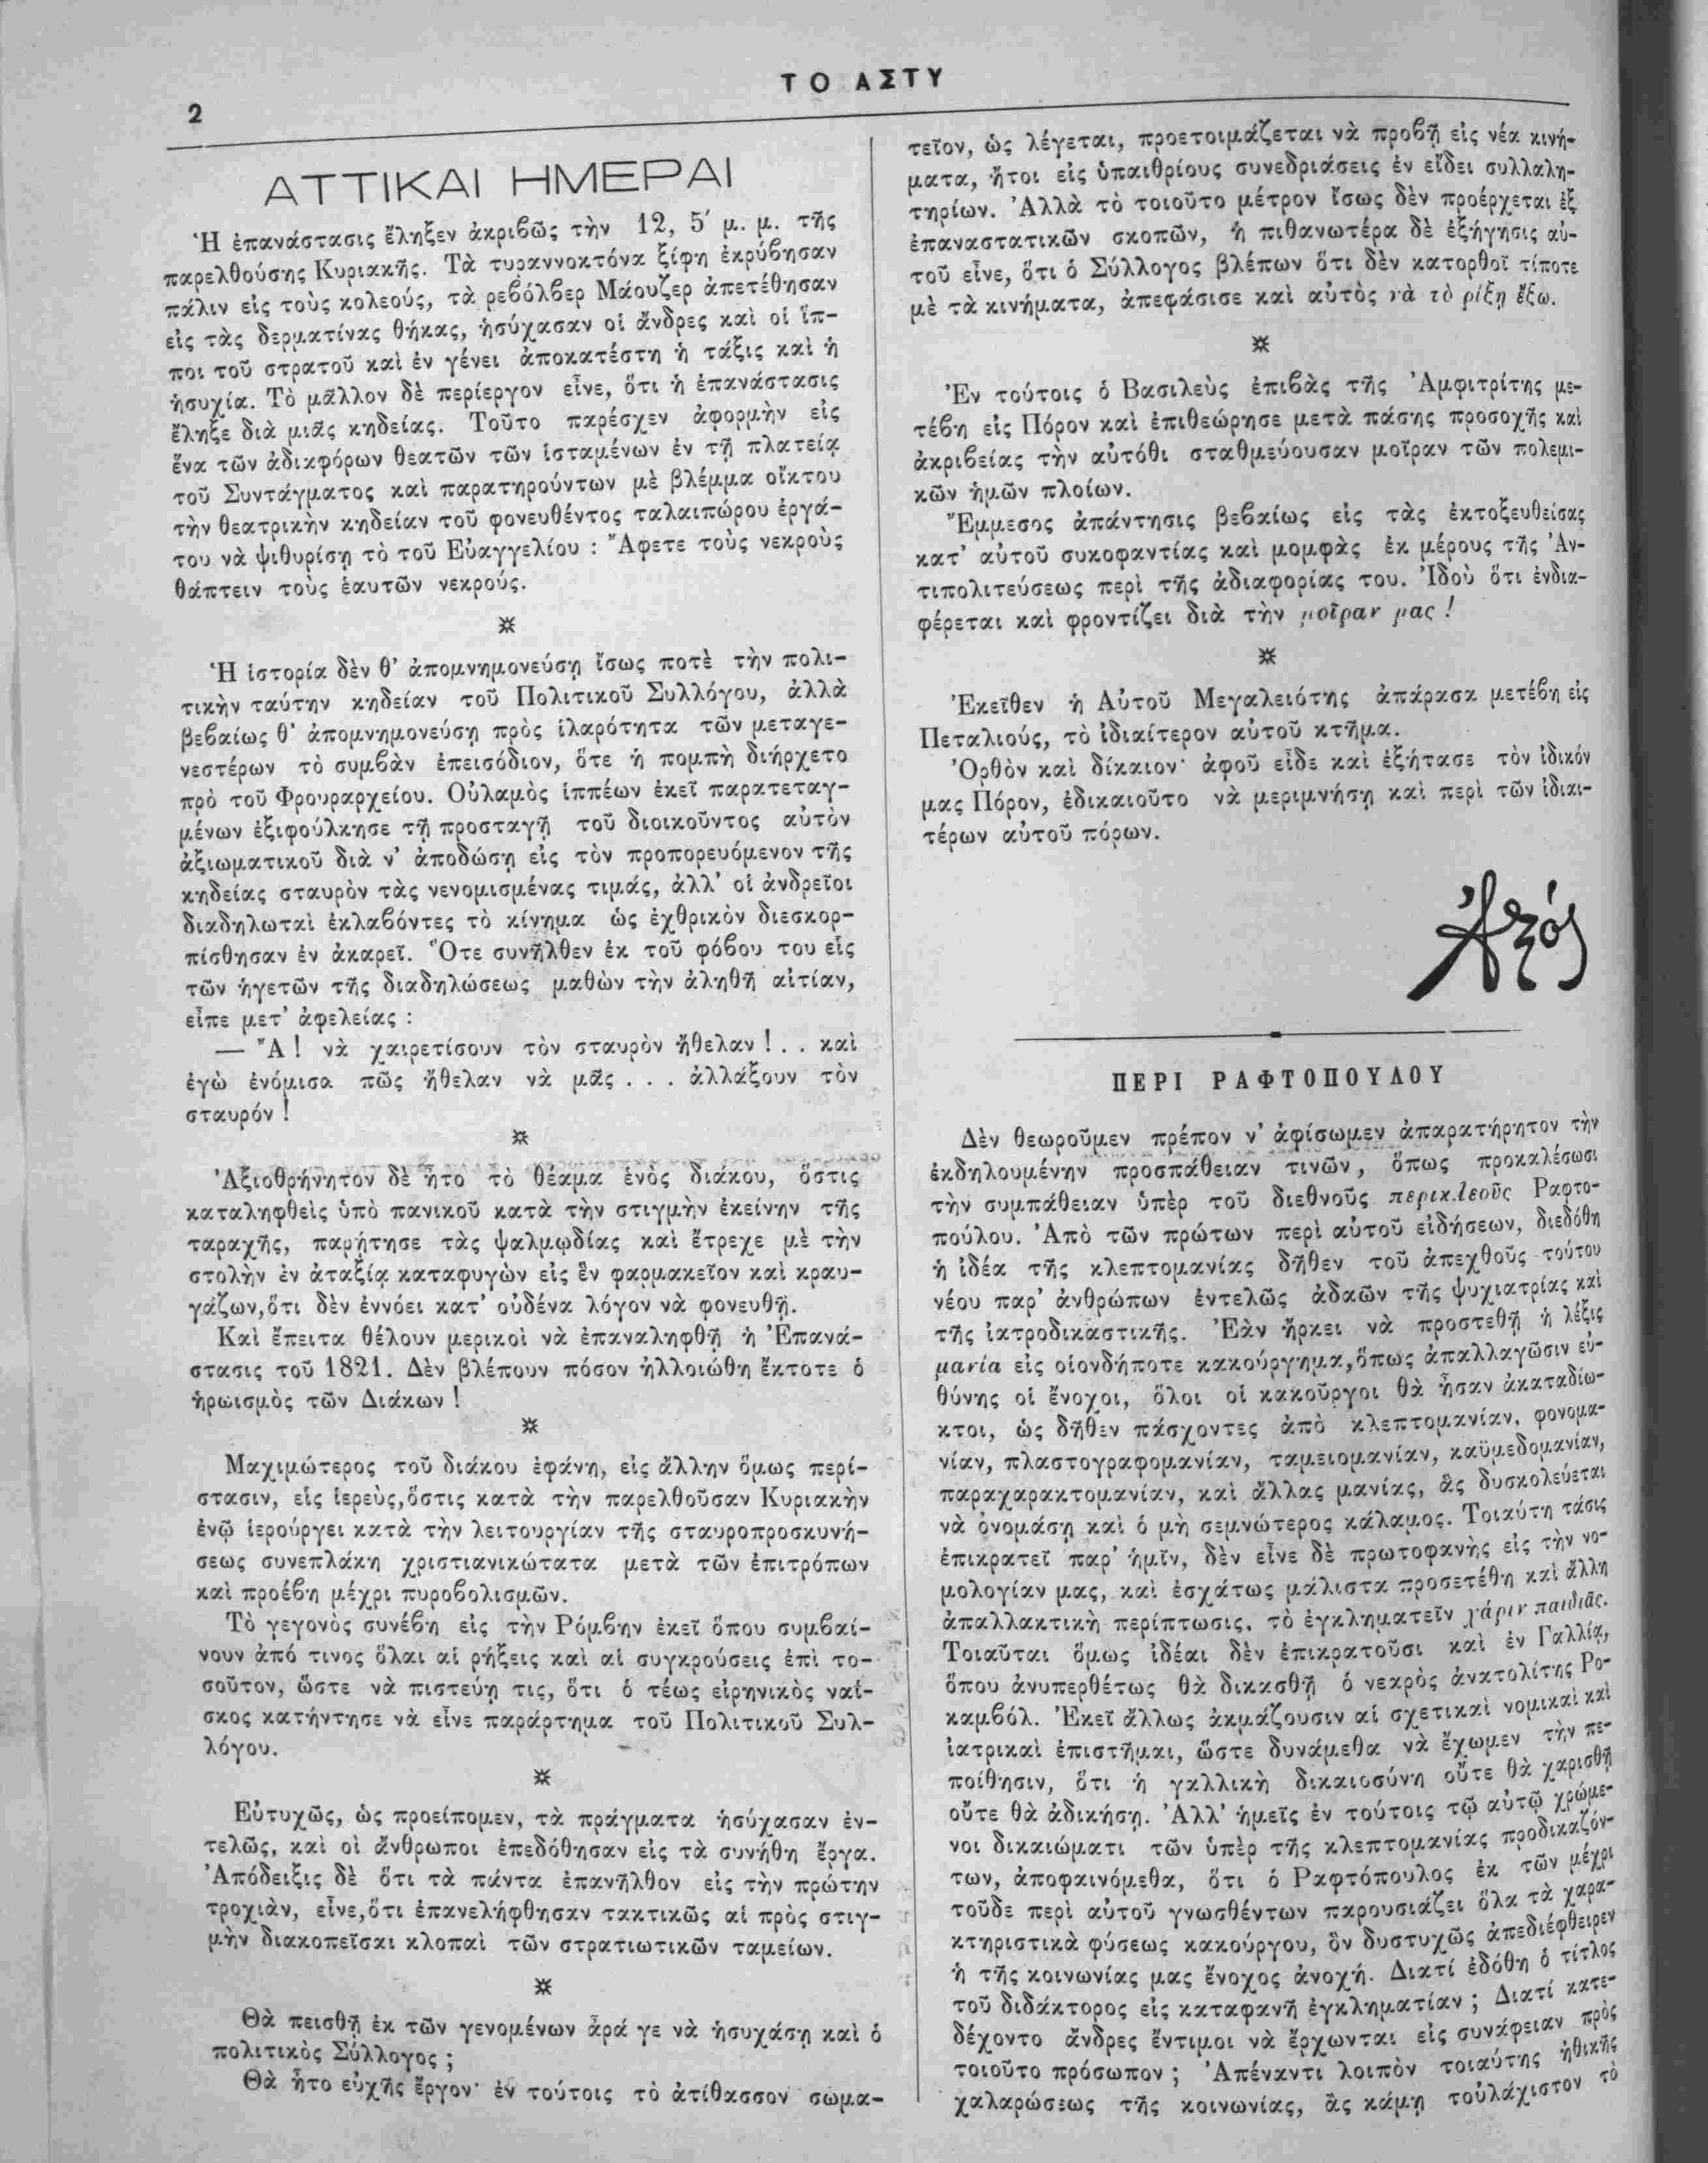 ΤΟ ΑΣΤΥ
2
ΑΤΤΙΚΑΙ ΗΜΕΡΑΙ
Ἡ ἐπανάστασις ἔληξεν ἀκριβῶς τὴν 12, 5′ μ. μ. τῆς
παρελθούσης Κυριακῆς. Τὰ τυραννοκτόνα ξίφη ἐκρύβησαν
πάλιν εἰς τοὺς κολεούς, τὰ ρεβόλβερ Μάουζερ ἀπετέθησαν
εἰς τὰς δερματίνας θήκας, ἡσύχασαν οἱ ἄνδρες καὶ οἱ ἵπ-
ποι τοῦ στρατοῦ καὶ ἐν γένει ἀποκατέστη ἡ τάξις καὶ ἡ
ἡσυχία. Τὸ μᾶλλον δὲ περίεργον εἶνε, ὅτι ἡ ἐπανάστασις
ἔληξε διὰ μιᾶς κηδείας. Τοῦτο παρέσχεν ἀφορμὴν εἰς
ἕνα τῶν ἀδιαφόρων θεατῶν τῶν ἱσταμένων ἐν τῇ πλατείᾳ
τοῦ Συντάγματος καὶ παρατηρούντων μὲ βλέμμα οἴκτου
τὴν θεατρικὴν κηδείαν τοῦ φονευθέντος ταλαιπώρου ἐργά-
του νὰ ψιθυρίσῃ τὸ τοῦ Εὐαγγελίου : Ἄφετε τοὺς νεκροὺς
θάπτειν τοὺς ἑαυτῶν νεκρούς.
Ἡ ἱστορία δὲν θ' ἀπομνημονεύσῃ ἴσως ποτὲ τὴν πολι-
τικὴν ταύτην κηδείαν τοῦ Πολιτικοῦ Συλλόγου, ἀλλὰ
βεβαίως θ' ἀπομνημονεύσῃ πρὸς ἱλαρότητα τῶν μεταγε-
νεστέρων τὸ συμβὰν ἐπεισόδιον, ὅτε ἡ πομπὴ διήρχετο
πρὸ τοῦ Φρουραρχείου. Οὐλαμὸς ἱππέων ἐκεῖ παρατεταγ-
μένων ἐξιφούλκησε τῇ προσταγῇ τοῦ διοικοῦντος αὐτὸν
ἀξιωματικοῦ διὰ ν' ἀποδώσῃ εἰς τὸν προπορευόμενον τῆς
κηδείας σταυρὸν τὰς νενομισμένας τιμάς, ἀλλ' οἱ ἀνδρεῖοι
διαδηλωταὶ ἐκλαβόντες τὸ κίνημα ὡς ἐχθρικὸν διεσκορ-
πίσθησαν ἐν ἀκαρεῖ. Ὅτε συνῆλθεν ἐκ τοῦ φόβου του εἷς
τῶν ἡγετῶν τῆς διαδηλώσεως μαθὼν τὴν ἀληθῆ αἰτίαν,
εἶπε μετ' ἀφελείας :
— Ἄ ! νὰ χαιρετίσουν τὸν σταυρὸν ἤθελαν !. . καὶ
ἐγὼ ἐνόμισα πῶς ἤθελαν νὰ μᾶς . . . ἀλλάξουν τὸν
σταυρόν !
Ἀξιοθρήνητον δὲ ἦτο τὸ θέαμα ἑνὸς διάκου, ὅστις
καταληφθεὶς ὑπὸ πανικοῦ κατὰ τὴν στιγμὴν ἐκείνην τῆς
ταραχῆς, παρῄτησε τὰς ψαλμῳδίας καὶ ἔτρεχε μὲ τὴν
στολὴν ἐν ἀταξίᾳ καταφυγὼν εἰς ἓν φαρμακεῖον καὶ κραυ-
γάζων, ὅτι δὲν ἐννόει κατ' οὐδένα λόγον νὰ φονευθῇ.
Καὶ ἔπειτα θέλουν μερικοὶ νὰ ἐπαναληφθῇ ἡ Ἐπανά-
στασις τοῦ 1821. Δὲν βλέπουν πόσον ἠλλοιώθη ἔκτοτε ὁ
ἡρωισμὸς τῶν Διάκων !
Μαχιμώτερος τοῦ διάκου ἐφάνη, εἰς ἄλλην ὅμως περί-
στασιν, εἷς ἱερεὺς, ὅστις κατὰ τὴν παρελθοῦσαν Κυριακὴν
ἐνῷ ἱερούργει κατὰ τὴν λειτουργίαν τῆς σταυροπροσκυνή-
σεως συνεπλάκη χριστιανικώτατα μετὰ τῶν ἐπιτρόπων
καὶ προέβη μέχρι πυροβολισμῶν.
Τὸ γεγονὸς συνέβη εἰς τὴν Ρόμβην ἐκεῖ ὅπου συμβαί-
νουν ἀπό τινος ὅλαι αἱ ρήξεις καὶ αἱ συγκρούσεις ἐπὶ το-
σοῦτον, ὥστε νὰ πιστεύῃ τις, ὅτι ὁ τέως εἰρηνικὸς ναΐ-
σκος κατήντησε νὰ εἶνε παράρτημα τοῦ Πολιτικοῦ Συλ-
λόγου.
Εὐτυχῶς, ὡς προείπομεν, τὰ πράγματα ἡσύχασαν ἐν-
τελῶς, καὶ οἱ ἄνθρωποι ἐπεδόθησαν εἰς τὰ συνήθη ἔργα.
Ἀπόδειξις δὲ ὅτι τὰ πάντα ἐπανῆλθον εἰς τὴν πρώτην
τροχιὰν, εἶνε, ὅτι ἐπανελήφθησαν τακτικῶς αἱ πρὸς στιγ-
μὴν διακοπεῖσαι κλοπαὶ τῶν στρατιωτικῶν ταμείων.
Θὰ πεισθῇ ἐκ τῶν γενομένων ἆρά γε νὰ ἡσυχάσῃ καὶ ὁ
πολιτικὸς Σύλλογος ;
Θὰ ἦτο εὐχῆς ἔργον· ἐν τούτοις τὸ ἀτίθασσον σωμα-
τεῖον, ὡς λέγεται, προετοιμάζεται νὰ προβῇ εἰς νέα κινή-
ματα, ἤτοι εἰς ὑπαιθρίους συνεδριάσεις ἐν εἴδει συλλαλη-
τηρίων. Ἀλλὰ τὸ τοιοῦτο μέτρον ἴσως δὲν προέρχεται ἐξ
ἐπαναστατικῶν σκοπῶν, ἡ πιθανωτέρα δὲ ἐξήγησις αὐ-
τοῦ εἶνε, ὅτι ὁ Σύλλογος βλέπων ὅτι δὲν κατορθοῖ τίποτε
μὲ τὰ κινήματα, ἀπεφάσισε καὶ αὐτὸς νὰ τὸ ρίξῃ ἔξω.
Ἐν τούτοις ὁ Βασιλεὺς ἐπιβὰς τῆς Ἀμφιτρίτης με-
τέβη εἰς Πόρον καὶ ἐπιθεώρησε μετὰ πάσης προσοχῆς καὶ
ἀκριβείας τὴν αὐτόθι σταθμεύουσαν μοῖραν τῶν πολεμι-
κῶν ἡμῶν πλοίων.
Ἔμμεσος ἀπάντησις βεβαίως εἰς τὰς ἐκτοξευθείσας
κατ' αὐτοῦ συκοφαντίας καὶ μομφὰς ἐκ μέρους τῆς Ἀν-
τιπολιτεύσεως περὶ τῆς ἀδιαφορίας του. Ἰδοὺ ὅτι ἐνδια-
φέρεται καὶ φροντίζει διὰ τὴν μοῖραν μας !
Ἐκεῖθεν ἡ Αὐτοῦ Μεγαλειότης ἀπάρασα μετέβη εἰς
Πεταλιούς, τὸ ἰδιαίτερον αὐτοῦ κτῆμα.
Ὀρθὸν καὶ δίκαιον· ἀφοῦ εἶδε καὶ ἐξήτασε τὸν ἰδικόν
μας Πόρον, ἐδικαιοῦτο νὰ μεριμνήσῃ καὶ περὶ τῶν ἰδιαι-
τέρων αὐτοῦ πόρων.
ΠΕΡΙ ΡΑΦΤΟΠΟΥΛΟΥ
Δὲν θεωροῦμεν πρέπον ν' ἀφίσωμεν ἀπαρατήρητον τὴν
ἐκδηλουμένην προσπάθειαν τινῶν, ὅπως προκαλέσωσι
τὴν συμπάθειαν ὑπὲρ τοῦ διεθνοῦς περικλεοῦς Ραφτο-
πούλου. Ἀπὸ τῶν πρώτων περὶ αὐτοῦ εἰδήσεων, διεδόθη
ἡ ἰδέα τῆς κλεπτομανίας δῆθεν τοῦ ἀπεχθοῦς τούτου
νέου παρ' ἀνθρώπων ἐντελῶς ἀδαῶν τῆς ψυχιατρίας καὶ
τῆς ἰατροδικαστικῆς. Ἐὰν ἤρκει νὰ προστεθῇ ἡ λέξις
μανία εἰς οἱονδήποτε κακούργημα, ὅπως ἀπαλλαγῶσιν εὐ-
θύνης οἱ ἔνοχοι, ὅλοι οἱ κακοῦργοι θὰ ἦσαν ἀκαταδίω-
κτοι, ὡς δῆθεν πάσχοντες ἀπὸ κλεπτομανίαν, φονομα-
νίαν, πλαστογραφομανίαν, ταμειομανίαν, καϋμεδομανίαν,
παραχαρακτομανίαν, καὶ ἄλλας μανίας, ἃς δυσκολεύεται
νὰ ὀνομάσῃ καὶ ὁ μὴ σεμνώτερος κάλαμος. Τοιαύτη τάσις
ἐπικρατεῖ παρ' ἡμῖν, δὲν εἶνε δὲ πρωτοφανὴς εἰς τὴν νο-
μολογίαν μας, καὶ ἐσχάτως μάλιστα προσετέθη καὶ ἄλλη
ἀπαλλακτικὴ περίπτωσις, τὸ ἐγκληματεῖν χάριν παιδιᾶς.
Τοιαῦται ὅμως ἰδέαι δὲν ἐπικρατοῦσι καὶ ἐν Γαλλίᾳ,
ὅπου ἀνυπερθέτως θὰ δικασθῇ ὁ νεκρὸς ἀνατολίτης Ρο-
καμβόλ. Ἐκεῖ ἄλλως ἀκμάζουσιν αἱ σχετικαὶ νομικαὶ καὶ
ἰατρικαὶ ἐπιστῆμαι, ὥστε δυνάμεθα νὰ ἔχωμεν τὴν πε-
ποίθησιν, ὅτι ἡ γαλλικὴ δικαιοσύνη οὔτε θὰ χαρισθῇ
οὔτε θὰ ἀδικήσῃ. Ἀλλ' ἡμεῖς ἐν τούτοις τῷ αὐτῷ χρώμε-
νοι δικαιώματι τῶν ὑπὲρ τῆς κλεπτομανίας προδικαζόν-
των, ἀποφαινόμεθα, ὅτι ὁ Ραφτόπουλος ἐκ τῶν μέχρι
τοῦδε περὶ αὐτοῦ γνωσθέντων παρουσιάζει ὅλα τὰ χαρα-
κτηριστικὰ φύσεως κακούργου, ὃν δυστυχῶς ἀπεδιέφθειρεν
ἡ τῆς κοινωνίας μας ἔνοχος ἀνοχή. Διατί ἐδόθη ὁ τίτλος
τοῦ διδάκτορος εἰς καταφανῆ ἐγκληματίαν ; Διατί κατε-
δέχοντο ἄνδρες ἔντιμοι νὰ ἔρχωνται εἰς συνάφειαν πρὸς
τοιοῦτο πρόσωπον ; Ἀπέναντι λοιπὸν τοιαύτης ἠθικῆς
χαλαρώσεως τῆς κοινωνίας, ἂς κάμῃ τοὐλάχιστον τὸ